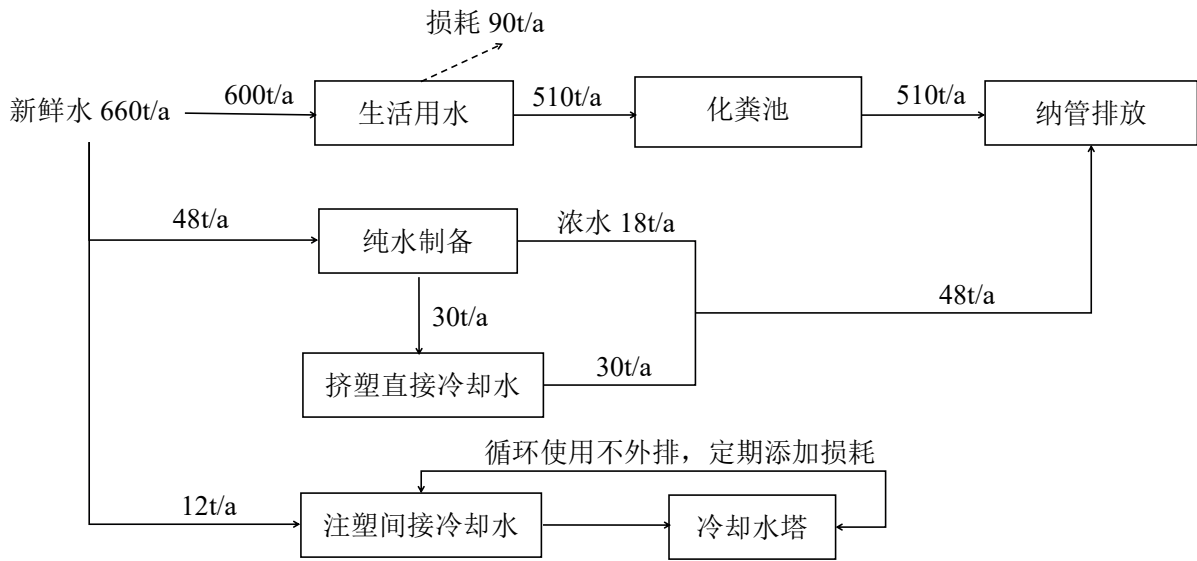 损耗 90t/a
新鲜水 660t/a
600t/a
生活用水
510t/a
化粪池
510t/a
纳管排放
48t/a
纯水制备
浓水 18t/a
30t/a
48t/a
挤塑直接冷却水
30t/a
循环使用不外排，定期添加损耗
12t/a
注塑间接冷却水
冷却水塔